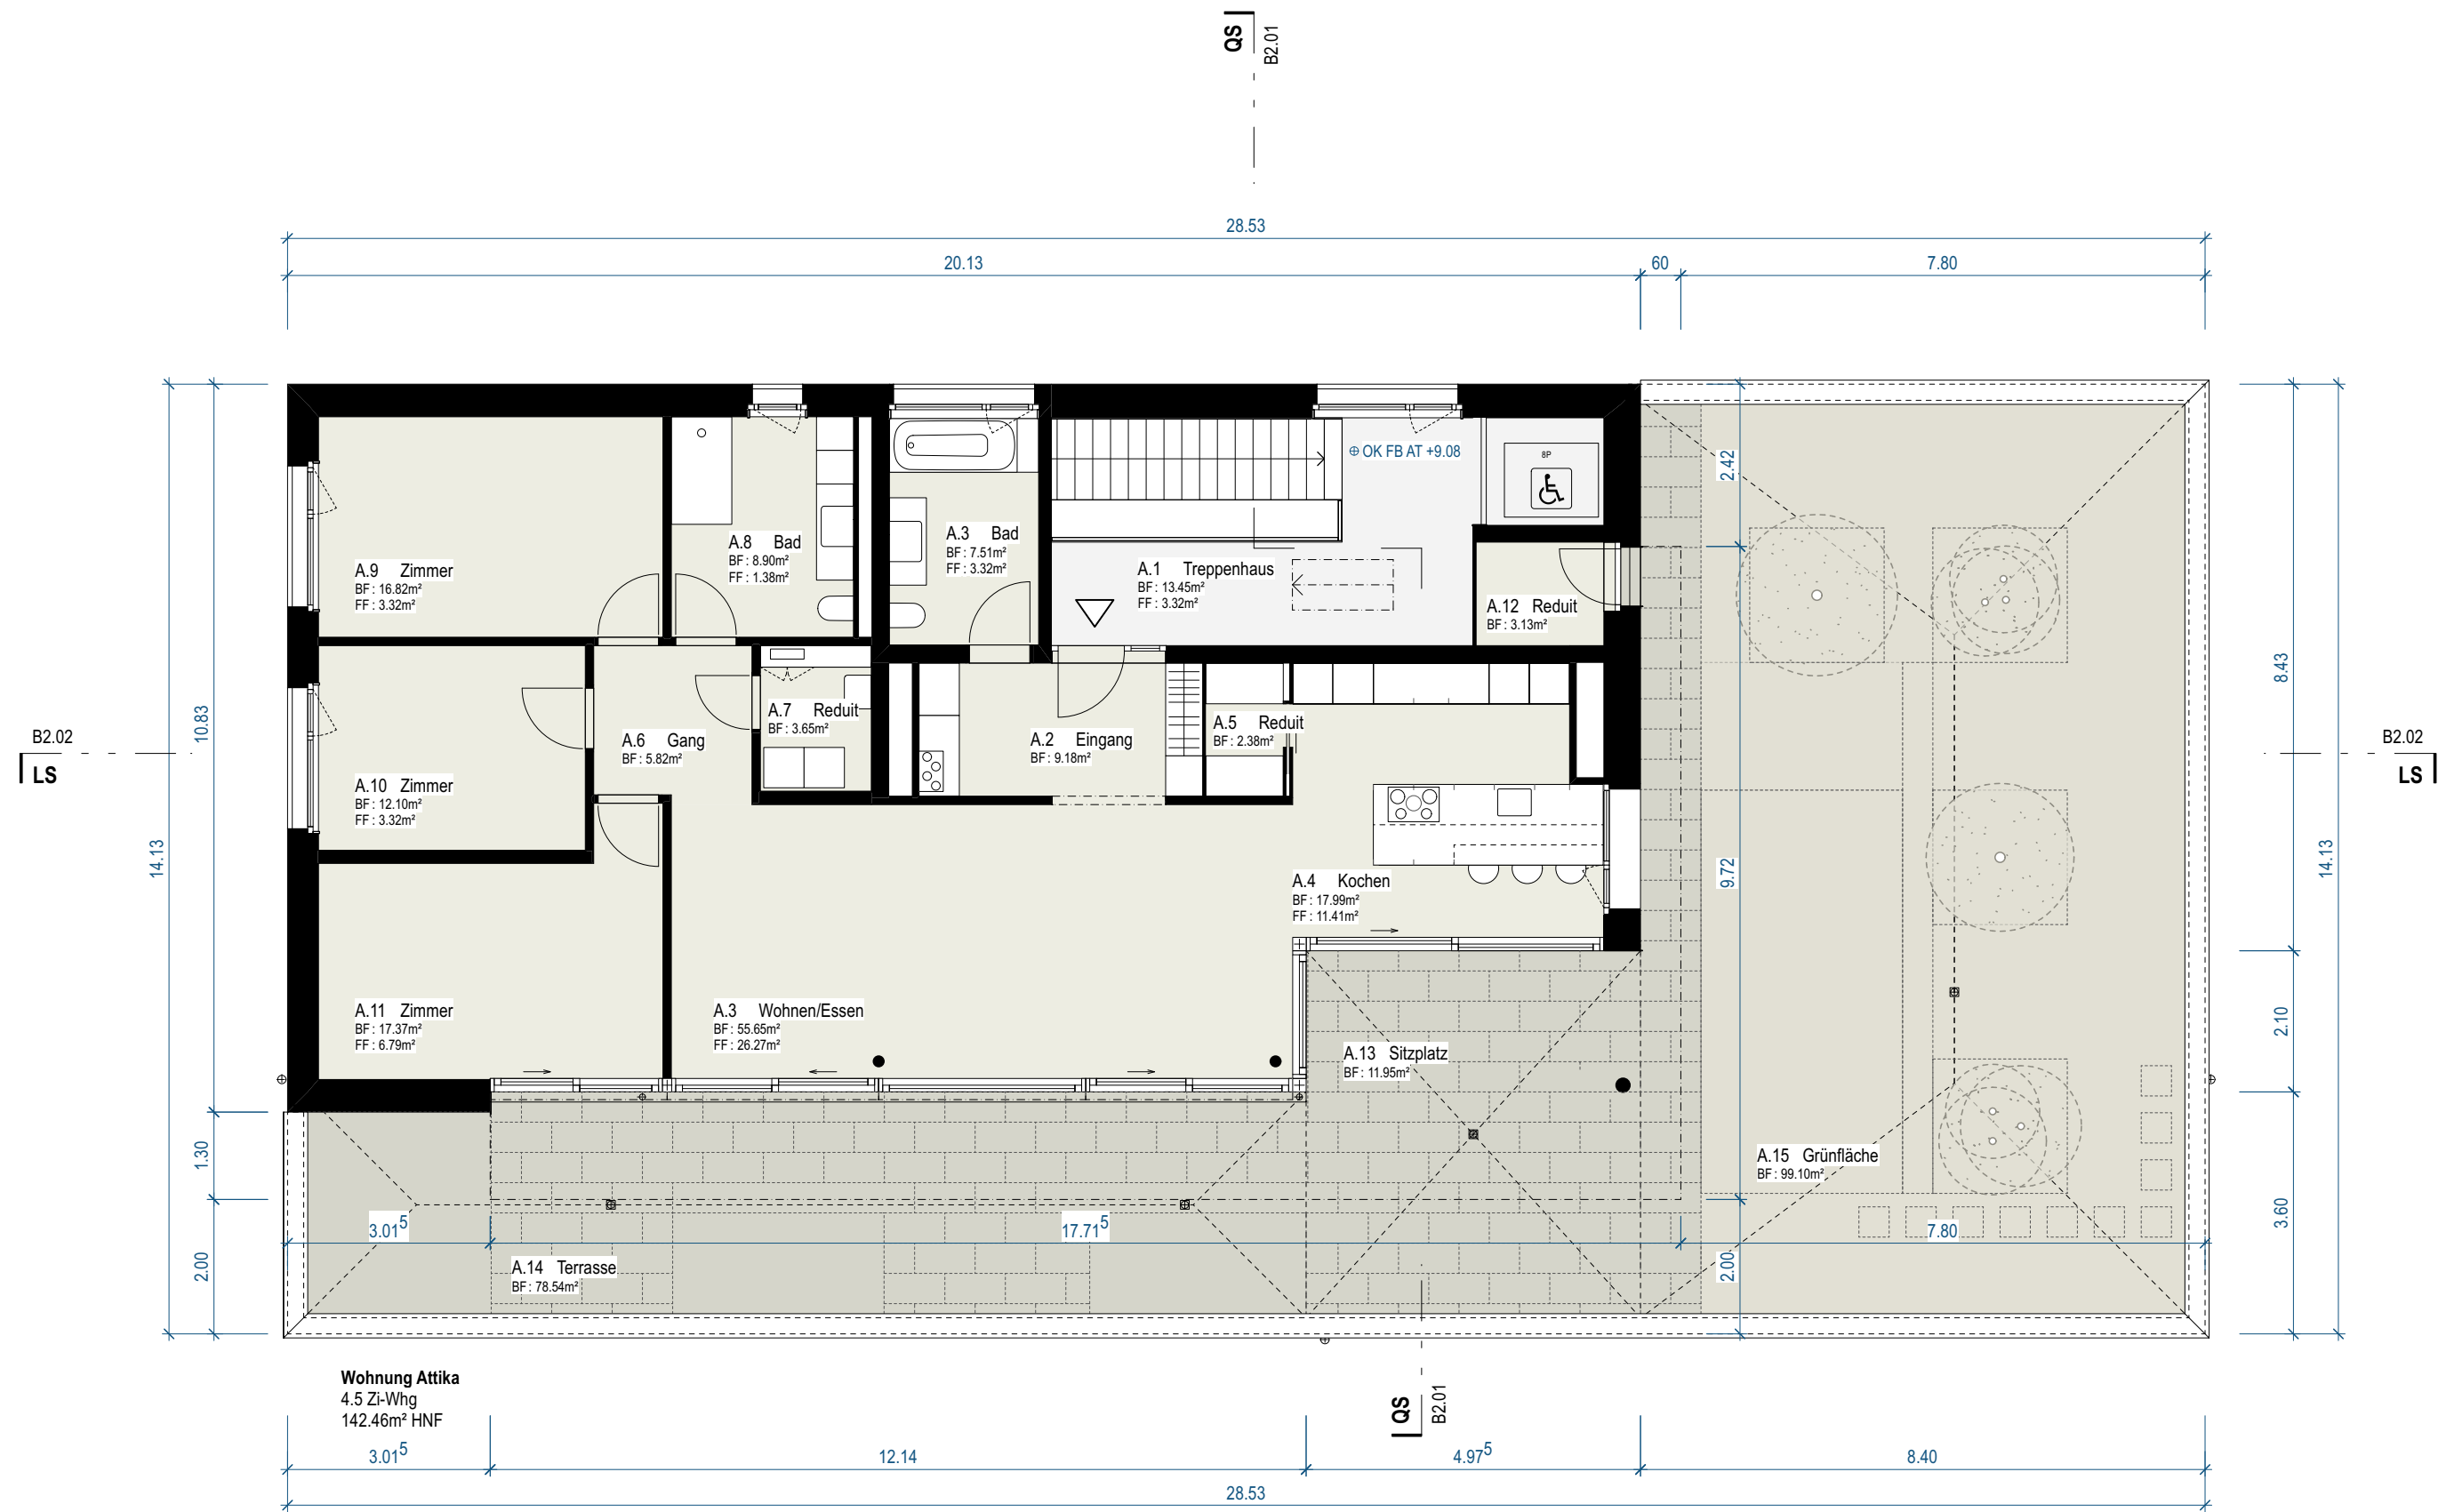 QS
B2.01
28.53
20.13
60
7.80
OK FB AT +9.08
8P
2.42
A.9 Zimmer
BF : 16.82m²
FF : 3.32m²
A.8 Bad
BF : 8.90m²
FF : 1.38m²
A.3 Bad
BF : 7.51m²
FF : 3.32m²
A.1 Treppenhaus
BF : 13.45m²
FF : 3.32m²
A.12 Reduit
BF : 3.13m²
8.43
10.83
B2.02
LS
A.6 Gang
BF : 5.82m²
A.7 Reduit
BF : 3.65m²
A.2 Eingang
BF : 9.18m²
A.5 Reduit
BF : 2.38m²
B2.02
LS
A.10 Zimmer
BF : 12.10m²
FF : 3.32m²
14.13
9.72
14.13
A.4 Kochen
BF : 17.99m²
FF : 11.41m²
A.11 Zimmer
BF : 17.37m²
FF : 6.79m²
A.3 Wohnen/Essen
BF : 55.65m²
FF : 26.27m²
A.13 Sitzplatz
BF : 11.95m²
2.10
1.30
A.15 Grünfläche
BF : 99.10m²
3.60
3.01⁵
17.71⁵
7.80
2.00
A.14 Terrasse
BF : 78.54m²
2.00
Wohnung Attika
4.5 Zi-Whg
142.46m² HNF
QS
B2.01
3.01⁵
12.14
4.97⁵
8.40
28.53